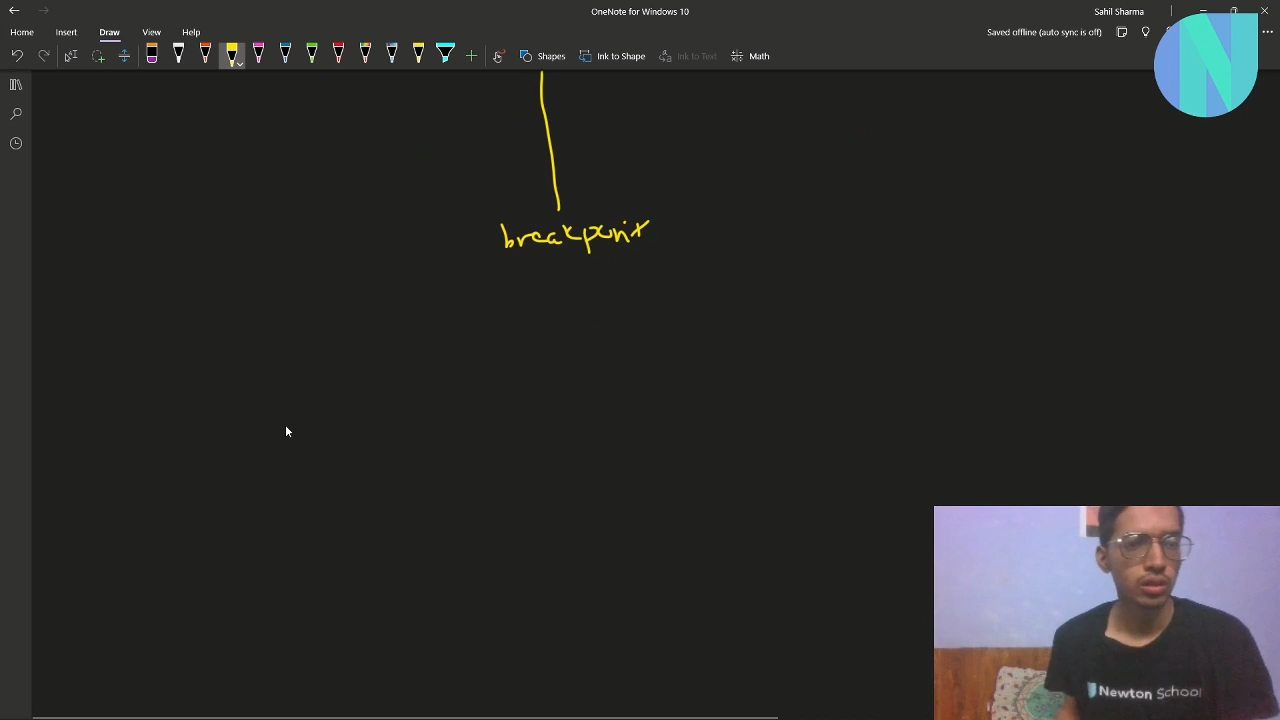 OneNote for Windows 10
Sahil Sharma
Home Insert Draw View Help
Saved offline (auto sync is off)
Shapes Ink to Shape Ink to Text Math
breakpoint
Newton School